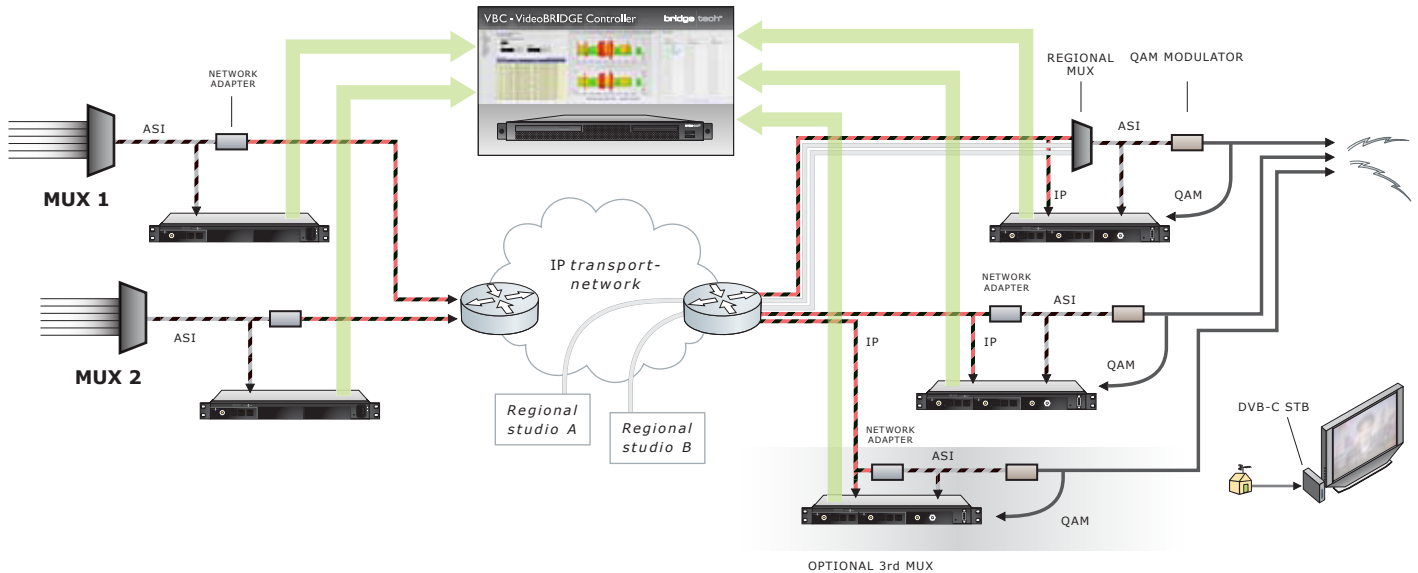 VBC - VideoBRIDGE Controller
bridge tech
NETWORK
ADAPTER
ASI
MUX 1
REGIONAL
MUX
QAM MODULATOR
ASI
IP
QAM
IP transport-
network
ASI
MUX 2
NETWORK
ADAPTER
ASI
IP
IP
QAM
Regional
studio A
Regional
studio B
DVB-C STB
NETWORK
ADAPTER
ASI
QAM
OPTIONAL 3rd MUX